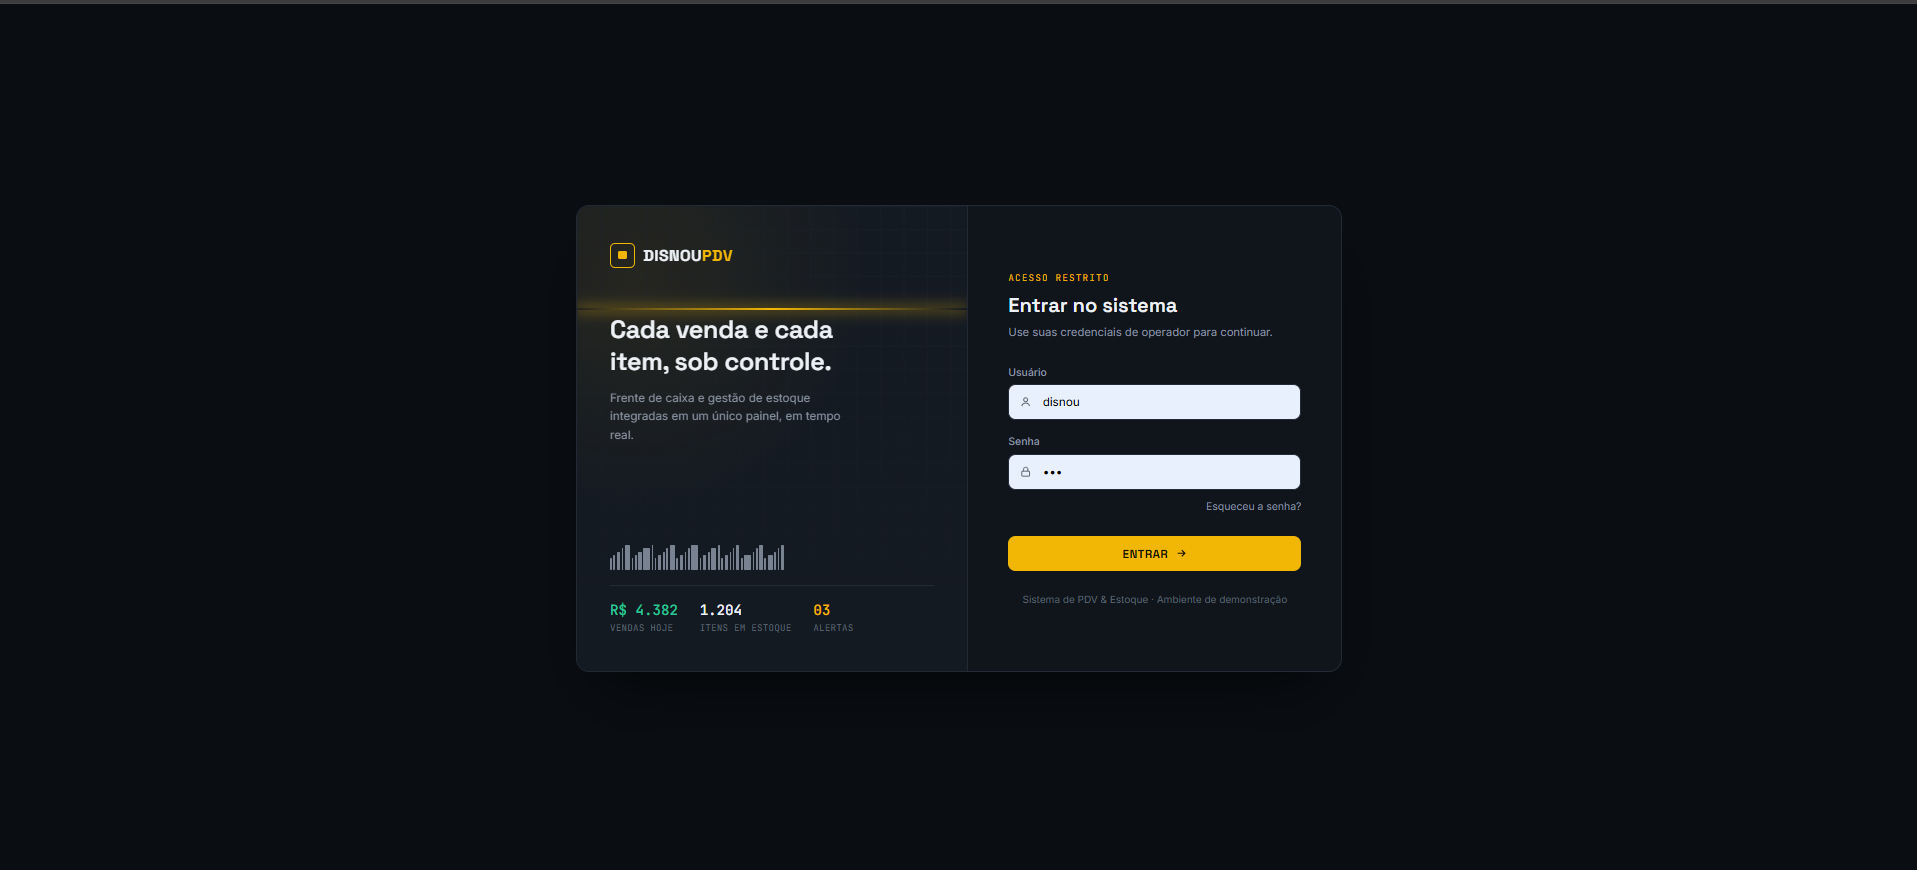 DISNOUPDV
Cada venda e cada
item, sob controle.
Frente de caixa e gestão de estoque
integradas em um único painel, em tempo
real.
R$ 4.382
VENDAS HOJE
1.204
ITENS EM ESTOQUE
03
ALERTAS
ACESSO RESTRITO
Entrar no sistema
Use suas credenciais de operador para continuar.
Usuário
disnou
Senha
•••
Esqueceu a senha?
ENTRAR →
Sistema de PDV & Estoque · Ambiente de demonstração